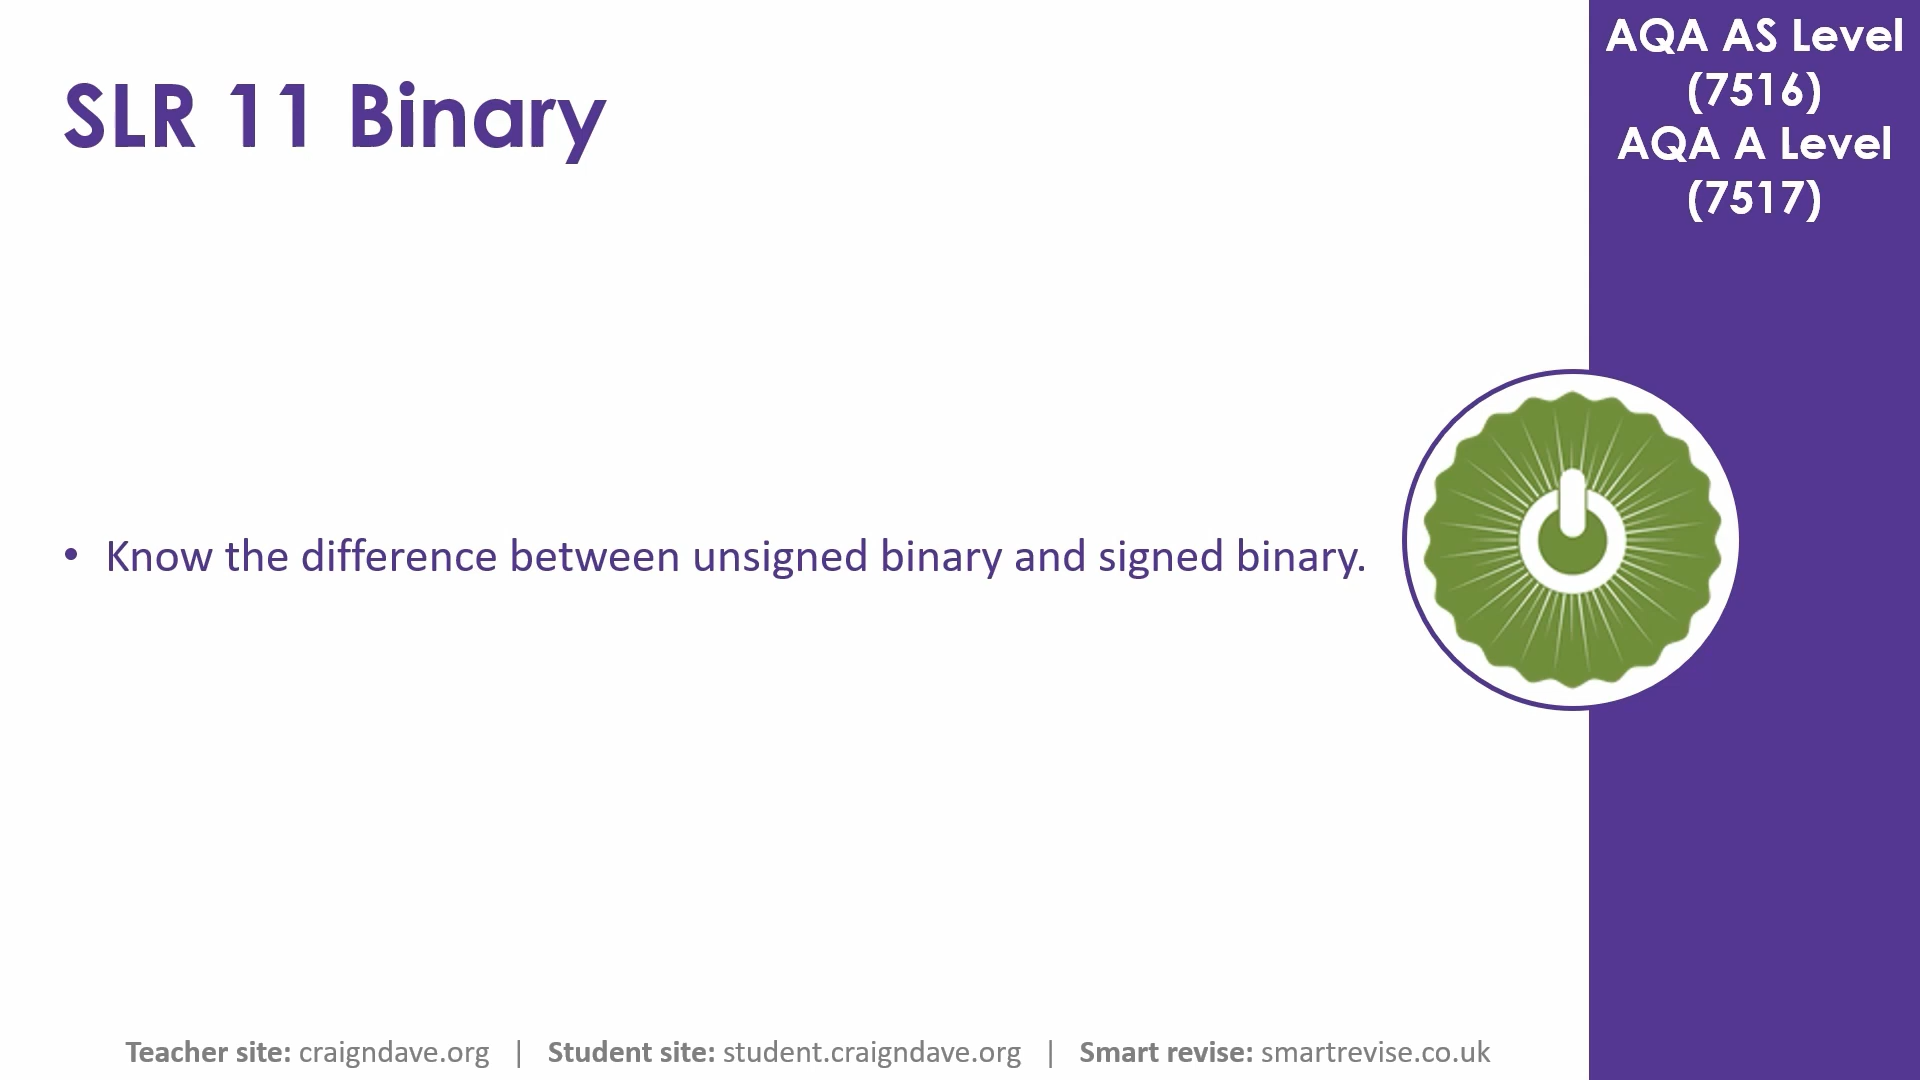 SLR 11 Binary
AQA AS Level
(7516)
AQA A Level
(7517)
• Know the difference between unsigned binary and signed binary.
Teacher site: craigndave.org | Student site: student.craigndave.org | Smart revise: smartrevise.co.uk